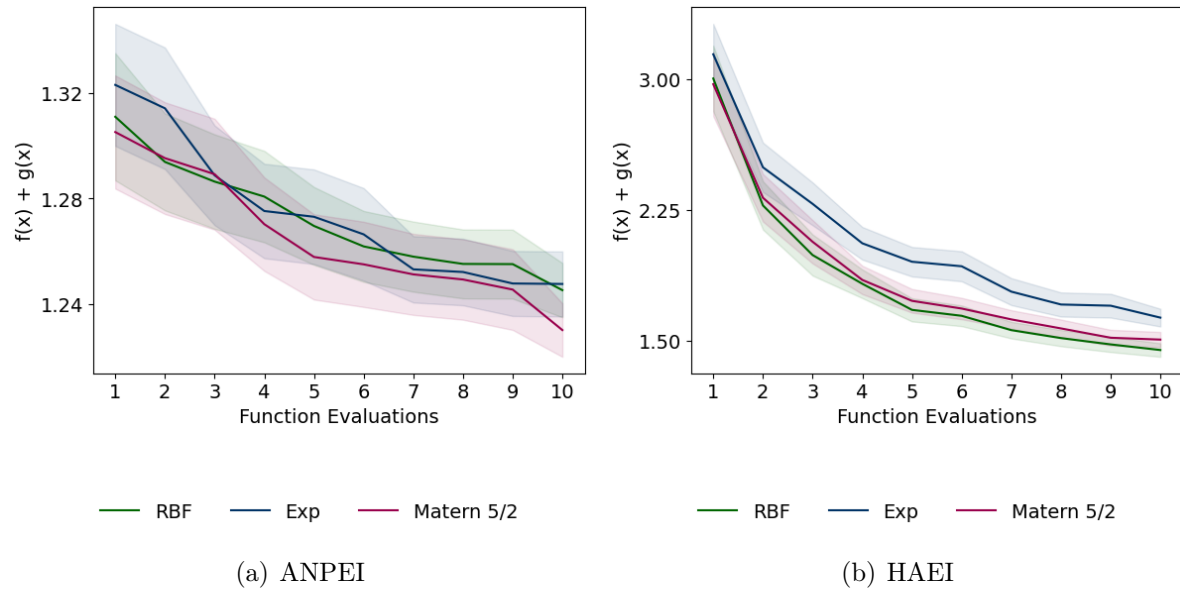 1.32
1.28
1.24
f(x) + g(x)
1 2 3 4 5 6 7 8 9 10
Function Evaluations
RBF Exp Matern 5/2
(a) ANPEI
3.00
2.25
1.50
f(x) + g(x)
1 2 3 4 5 6 7 8 9 10
Function Evaluations
RBF Exp Matern 5/2
(b) HAEI